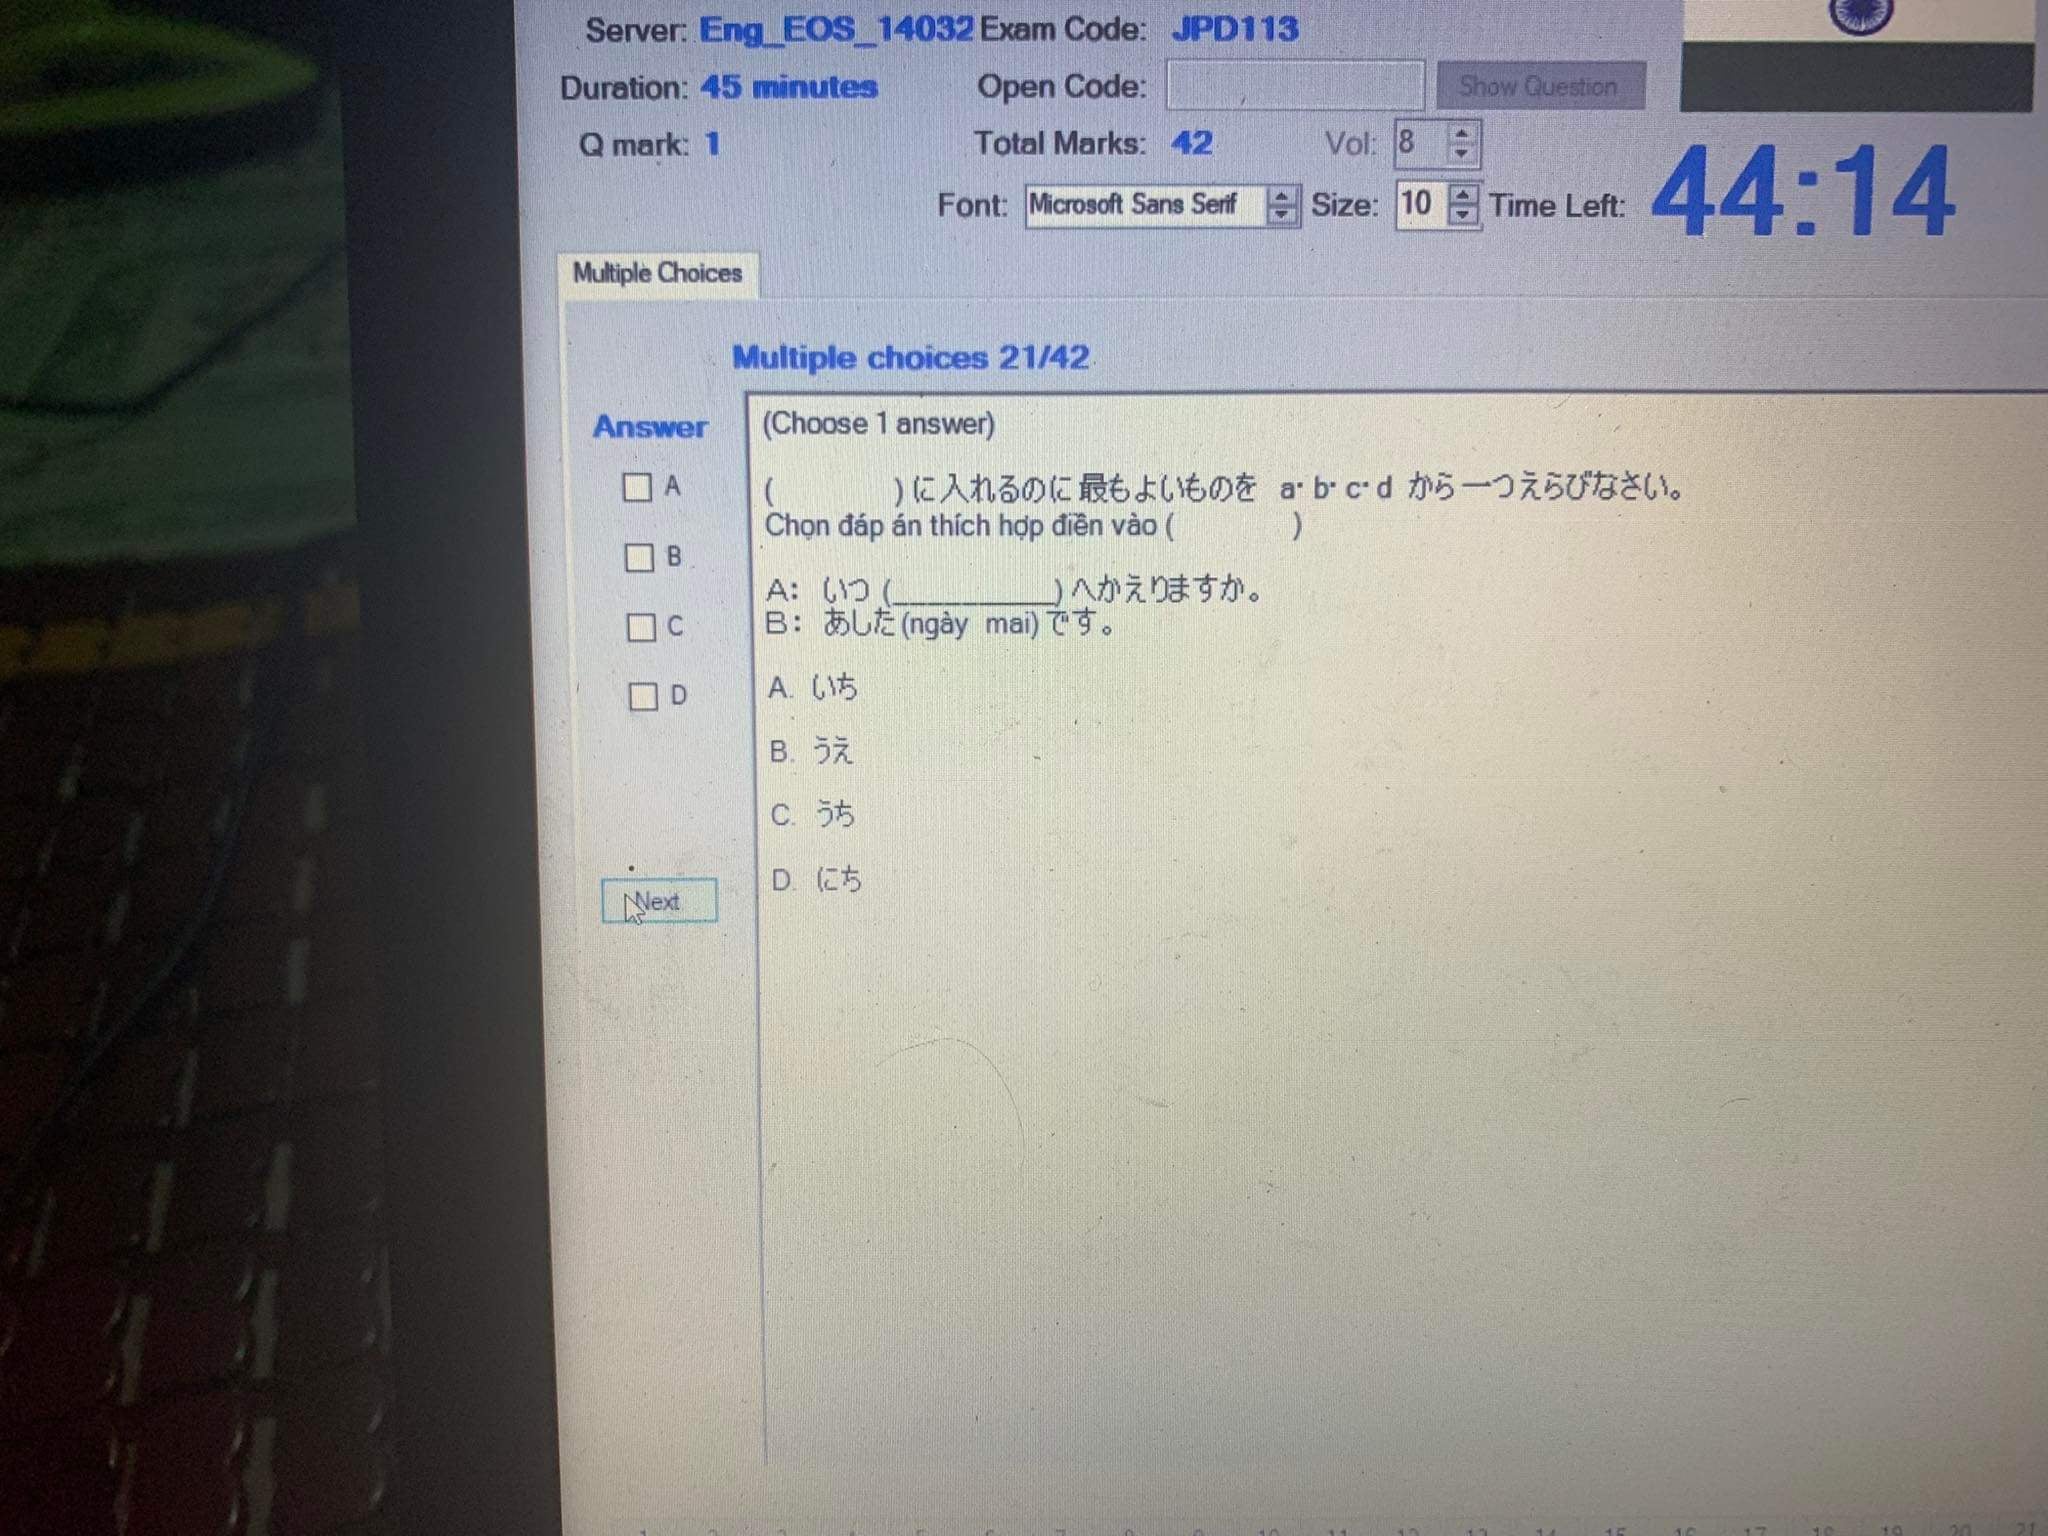 Server: Eng_EOS_14032 Exam Code: JPD113
Duration: 45 minutes Open Code: Show Question
Q mark: 1 Total Marks: 42 Vol: 8
Font: Microsoft Sans Serif Size: 10 Time Left: 44:14
Multiple Choices
Multiple choices 21/42
Answer
(Choose 1 answer)
A
( )に入れるのに最もよいものを a･ b･ c･ d から一つえらびなさい。
Chọn đáp án thích hợp điền vào ( )
B
A: いつ (__________) へかえりますか。
B: あした(ngày mai) です。
C
D
A. いち
B. うえ
C. うち
D. にち
Next